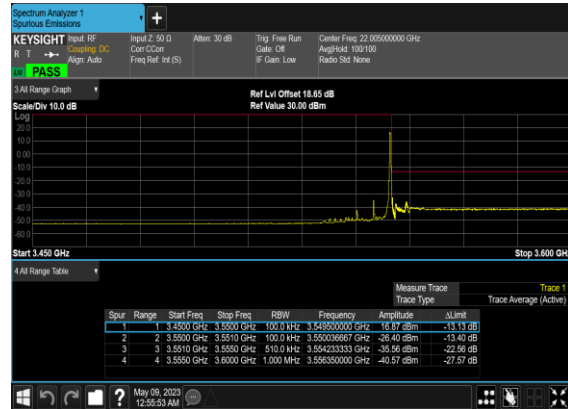 Spectrum Analyzer 1
Spurious Emissions
KEYSIGHT Input: RF Input Z: 50 Ω Atten: 30 dB Trig: Free Run Center Freq: 22.005000000 GHz
R T Coupling: DC Corr CCorr Gate: Off Avg|Hold: 100/100
Align: Auto Freq Ref: Int (S) IF Gain: Low Radio Std: None
PASS
3 All Range Graph
Ref Lvl Offset 18.65 dB
Scale/Div 10.0 dB Ref Value 30.00 dBm
Log
20.0
10.0
0.00
-10.0
-20.0
-30.0
-40.0
-50.0
-60.0
Start 3.450 GHz Stop 3.600 GHz
4 All Range Table
Measure Trace Trace 1
Trace Type Trace Average (Active)
Spur Range Start Freq Stop Freq RBW Frequency Amplitude ΔLimit
1 1 3.4500 GHz 3.5500 GHz 100.0 kHz 3.549500000 GHz 16.87 dBm -13.13 dB
2 2 3.5500 GHz 3.5510 GHz 100.0 kHz 3.550036667 GHz -26.40 dBm -13.40 dB
3 3 3.5510 GHz 3.5550 GHz 510.0 kHz 3.554233333 GHz -35.56 dBm -22.56 dB
4 4 3.5550 GHz 3.6000 GHz 1.000 MHz 3.556350000 GHz -40.57 dBm -27.57 dB
May 09, 2023
12:55:53 AM